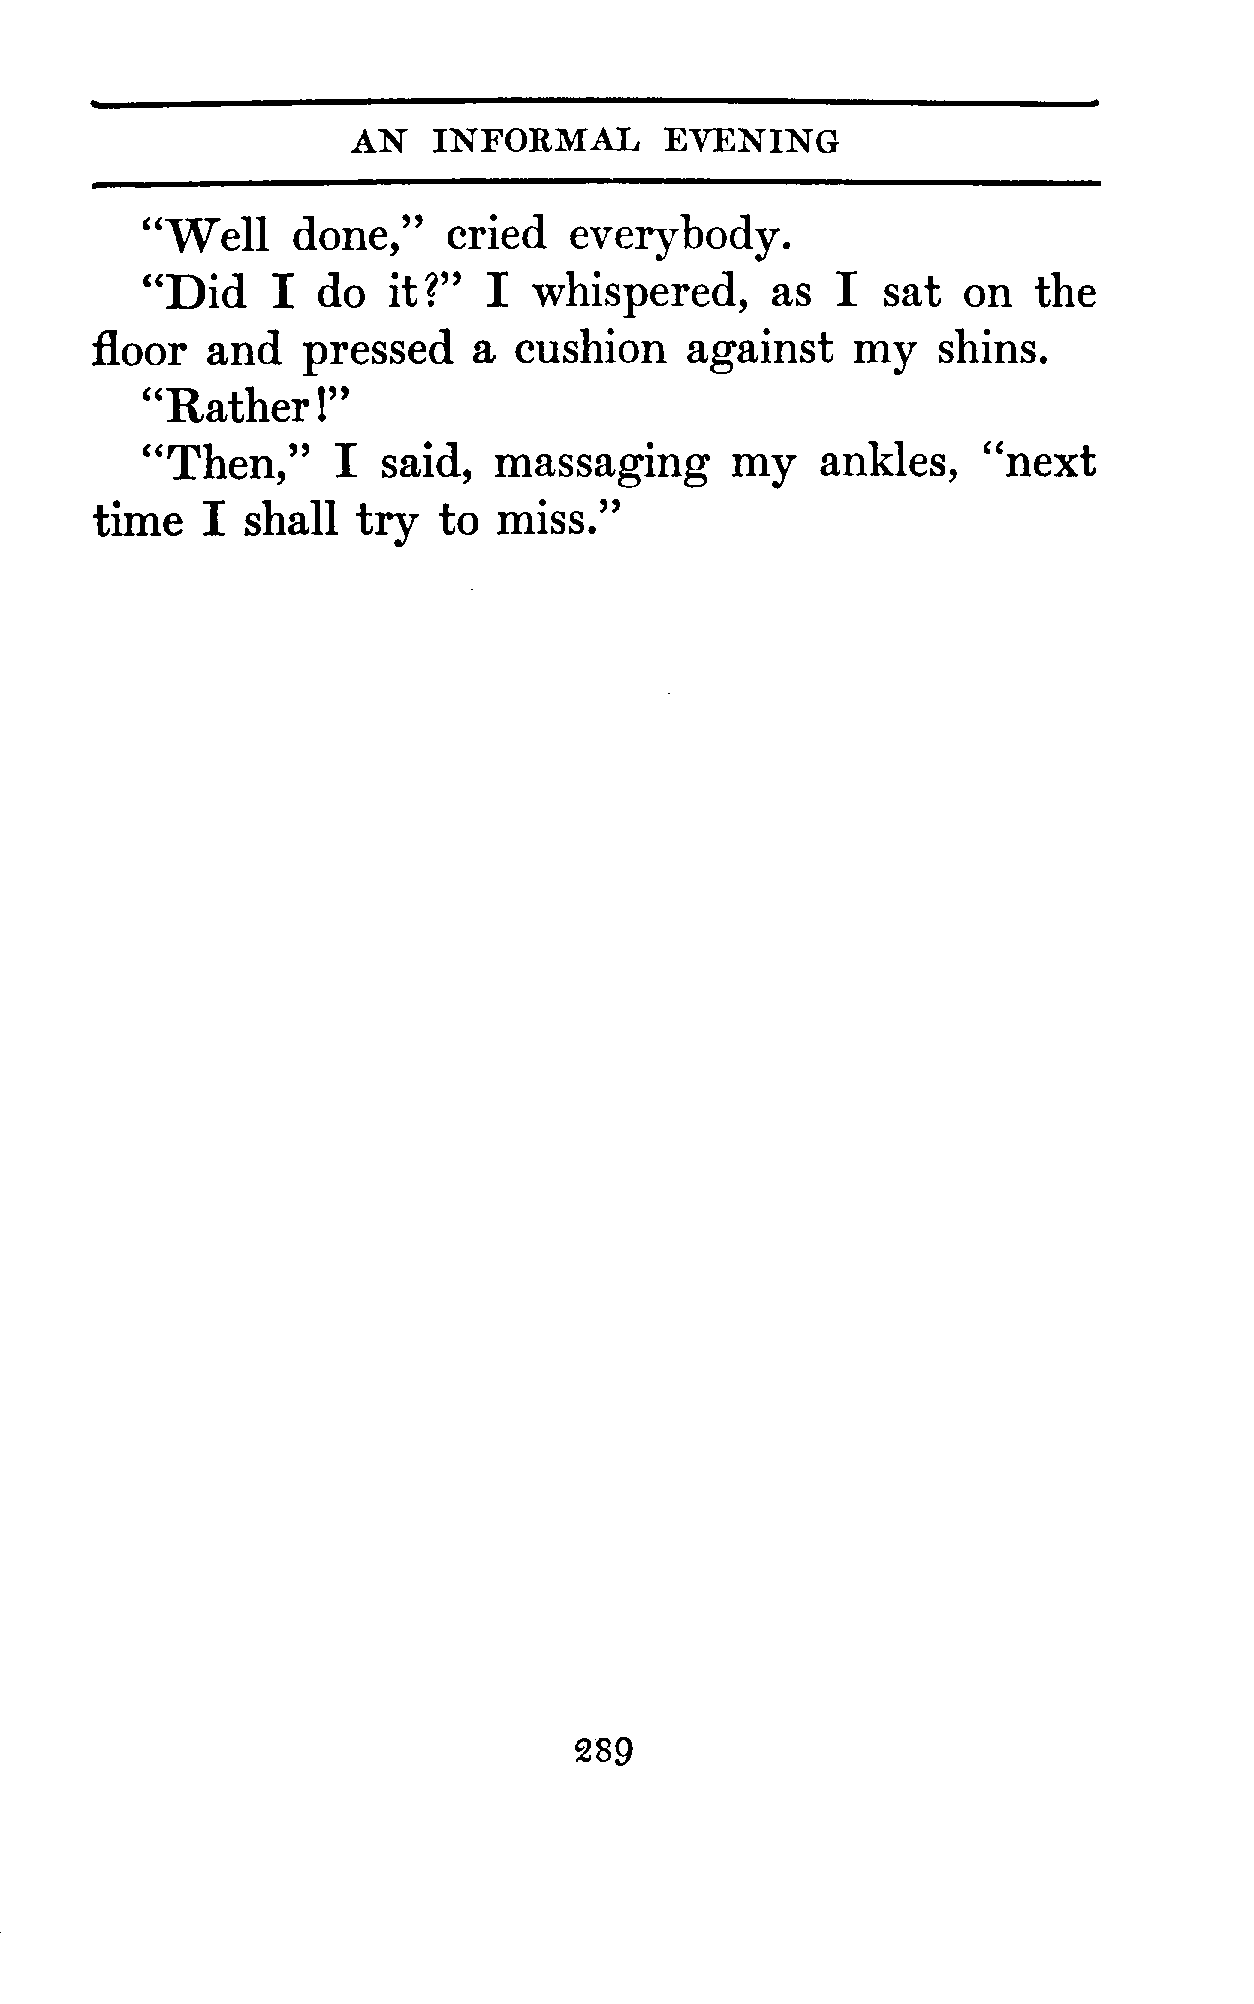 AN INFORMAL EVENING
“Well done,” cried everybody.
“Did I do it?” I whispered, as I sat on the
floor and pressed a cushion against my shins.
“Rather!”
“Then,” I said, massaging my ankles, “next
time I shall try to miss.”
289